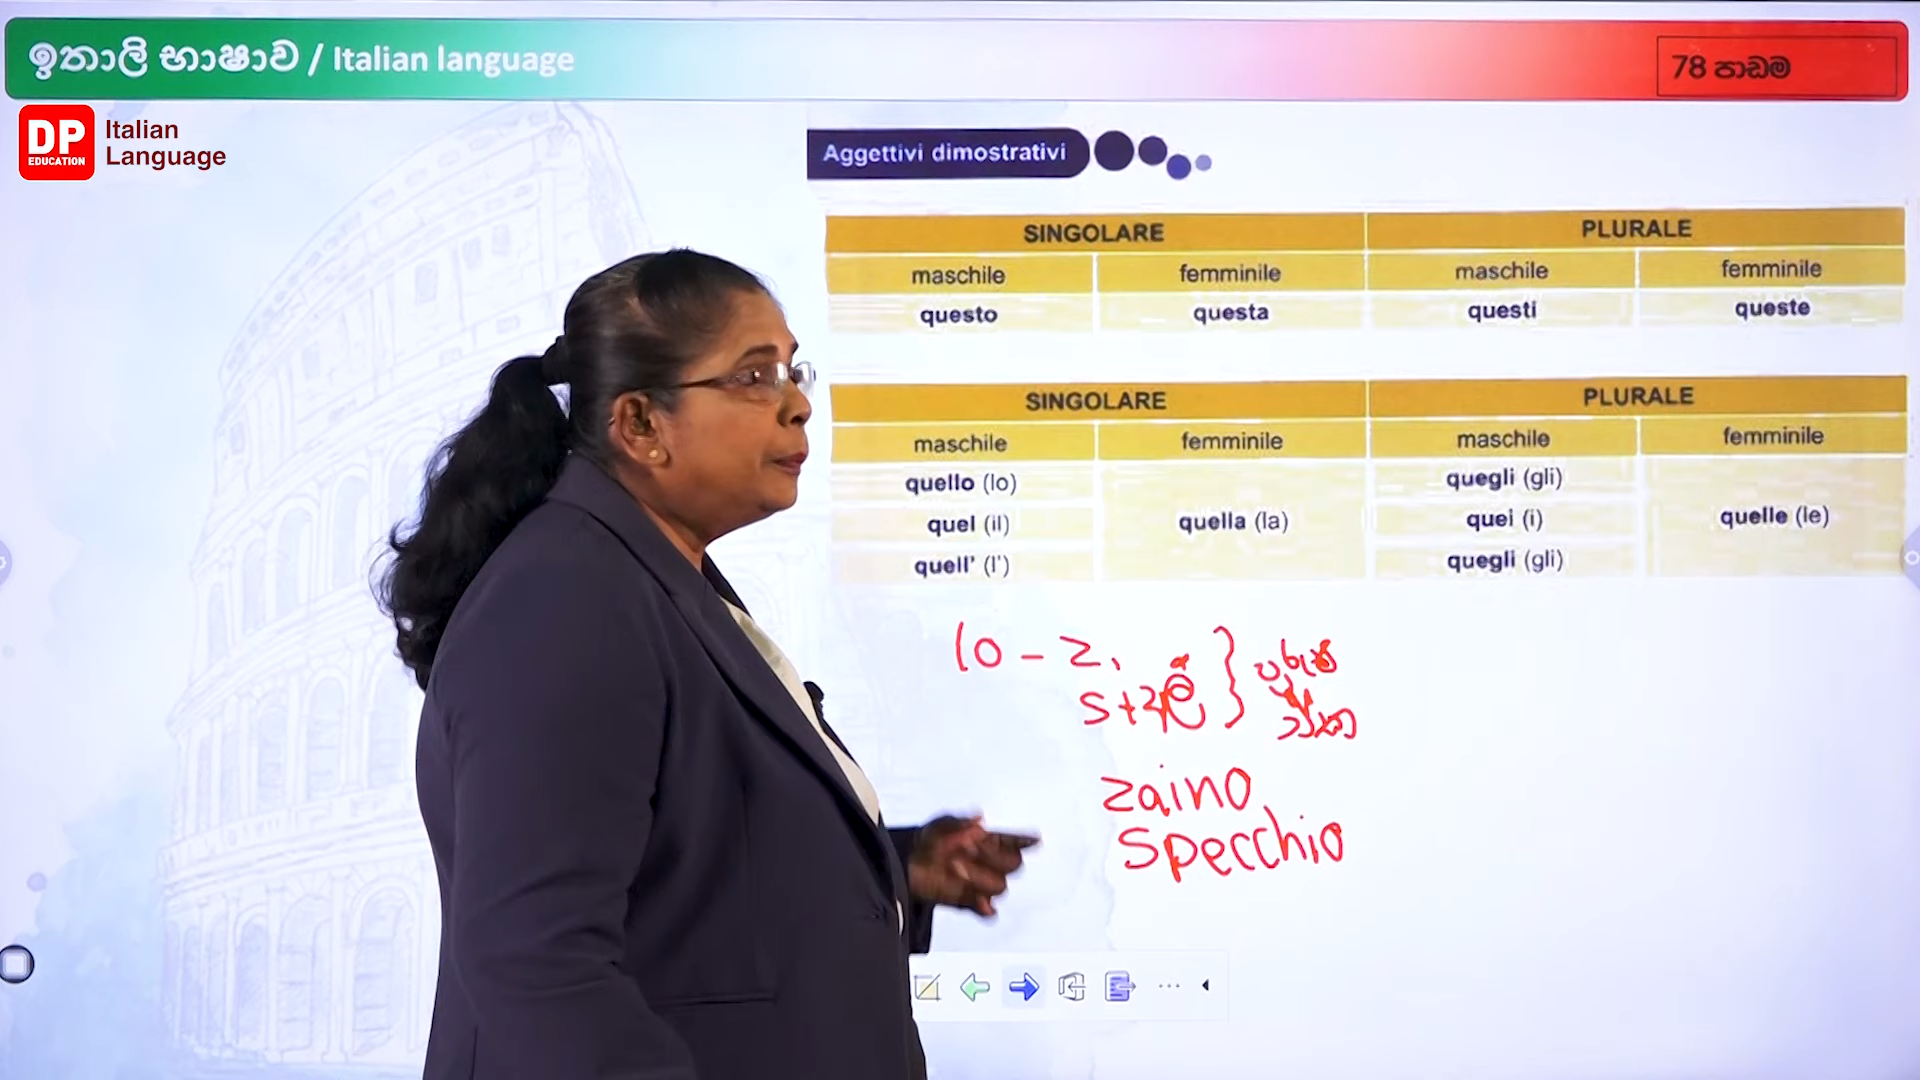 ඉතාලි භාෂාව / Italian language
78 පාඩම
DP
EDUCATION
Italian
Language
Aggettivi dimostrativi
SINGOLARE PLURALE
maschile femminile maschile femminile
questo questa questi queste
SINGOLARE PLURALE
maschile femminile maschile femminile
quello (lo) quegli (gli)
quel (il) quella (la) quei (i) quelle (le)
quell' (l') quegli (gli)
lo - z,
s+
zaino
specchio